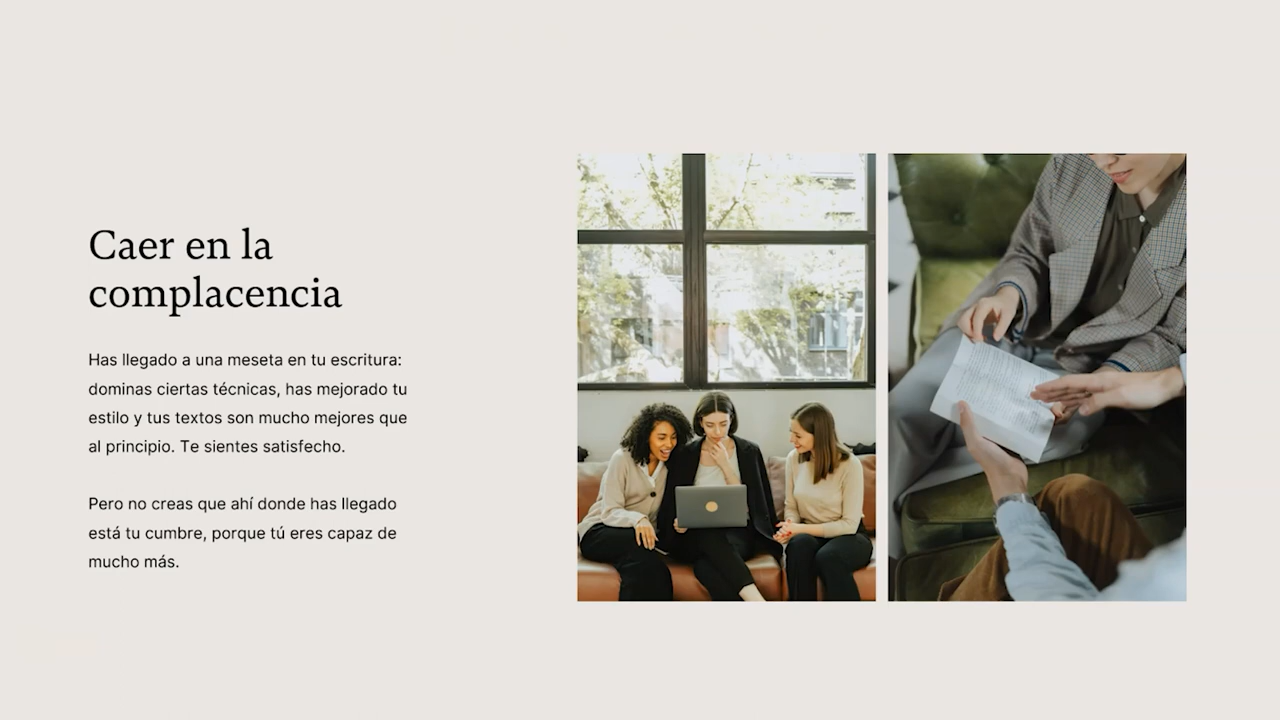 Caer en la
complacencia
Has llegado a una meseta en tu escritura:
dominas ciertas técnicas, has mejorado tu
estilo y tus textos son mucho mejores que
al principio. Te sientes satisfecho.
Pero no creas que ahí donde has llegado
está tu cumbre, porque tú eres capaz de
mucho más.